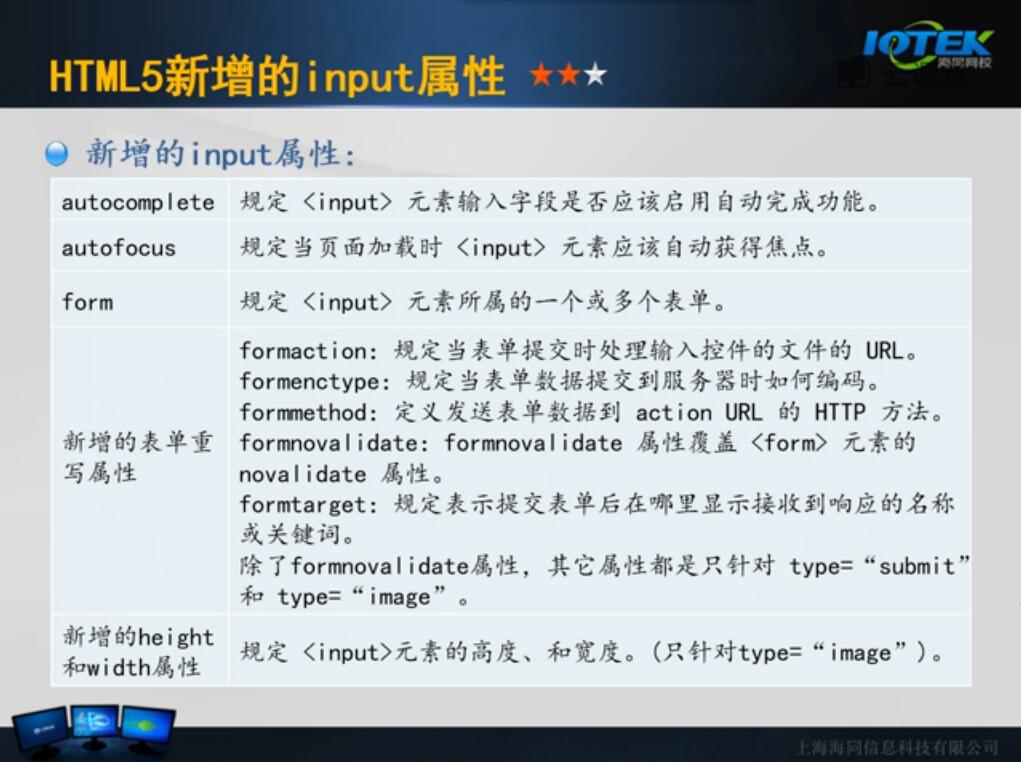 HTML5新增的input属性
IOTEK
海同网校
云课堂
新增的input属性:
autocomplete 规定 <input> 元素输入字段是否应该启用自动完成功能。
autofocus 规定当页面加载时 <input> 元素应该自动获得焦点。
form 规定 <input> 元素所属的一个或多个表单。
新增的表单重
写属性
formaction: 规定当表单提交时处理输入控件的文件的 URL。
formenctype: 规定当表单数据提交到服务器时如何编码。
formmethod: 定义发送表单数据到 action URL 的 HTTP 方法。
formnovalidate: formnovalidate 属性覆盖 <form> 元素的
novalidate 属性。
formtarget: 规定表示提交表单后在哪里显示接收到响应的名称
或关键词。
除了formnovalidate属性, 其它属性都是只针对 type=“submit”
和 type=“image”。
新增的height
和width属性
规定 <input>元素的高度、和宽度。(只针对type=“image”)。
上海海同信息科技有限公司